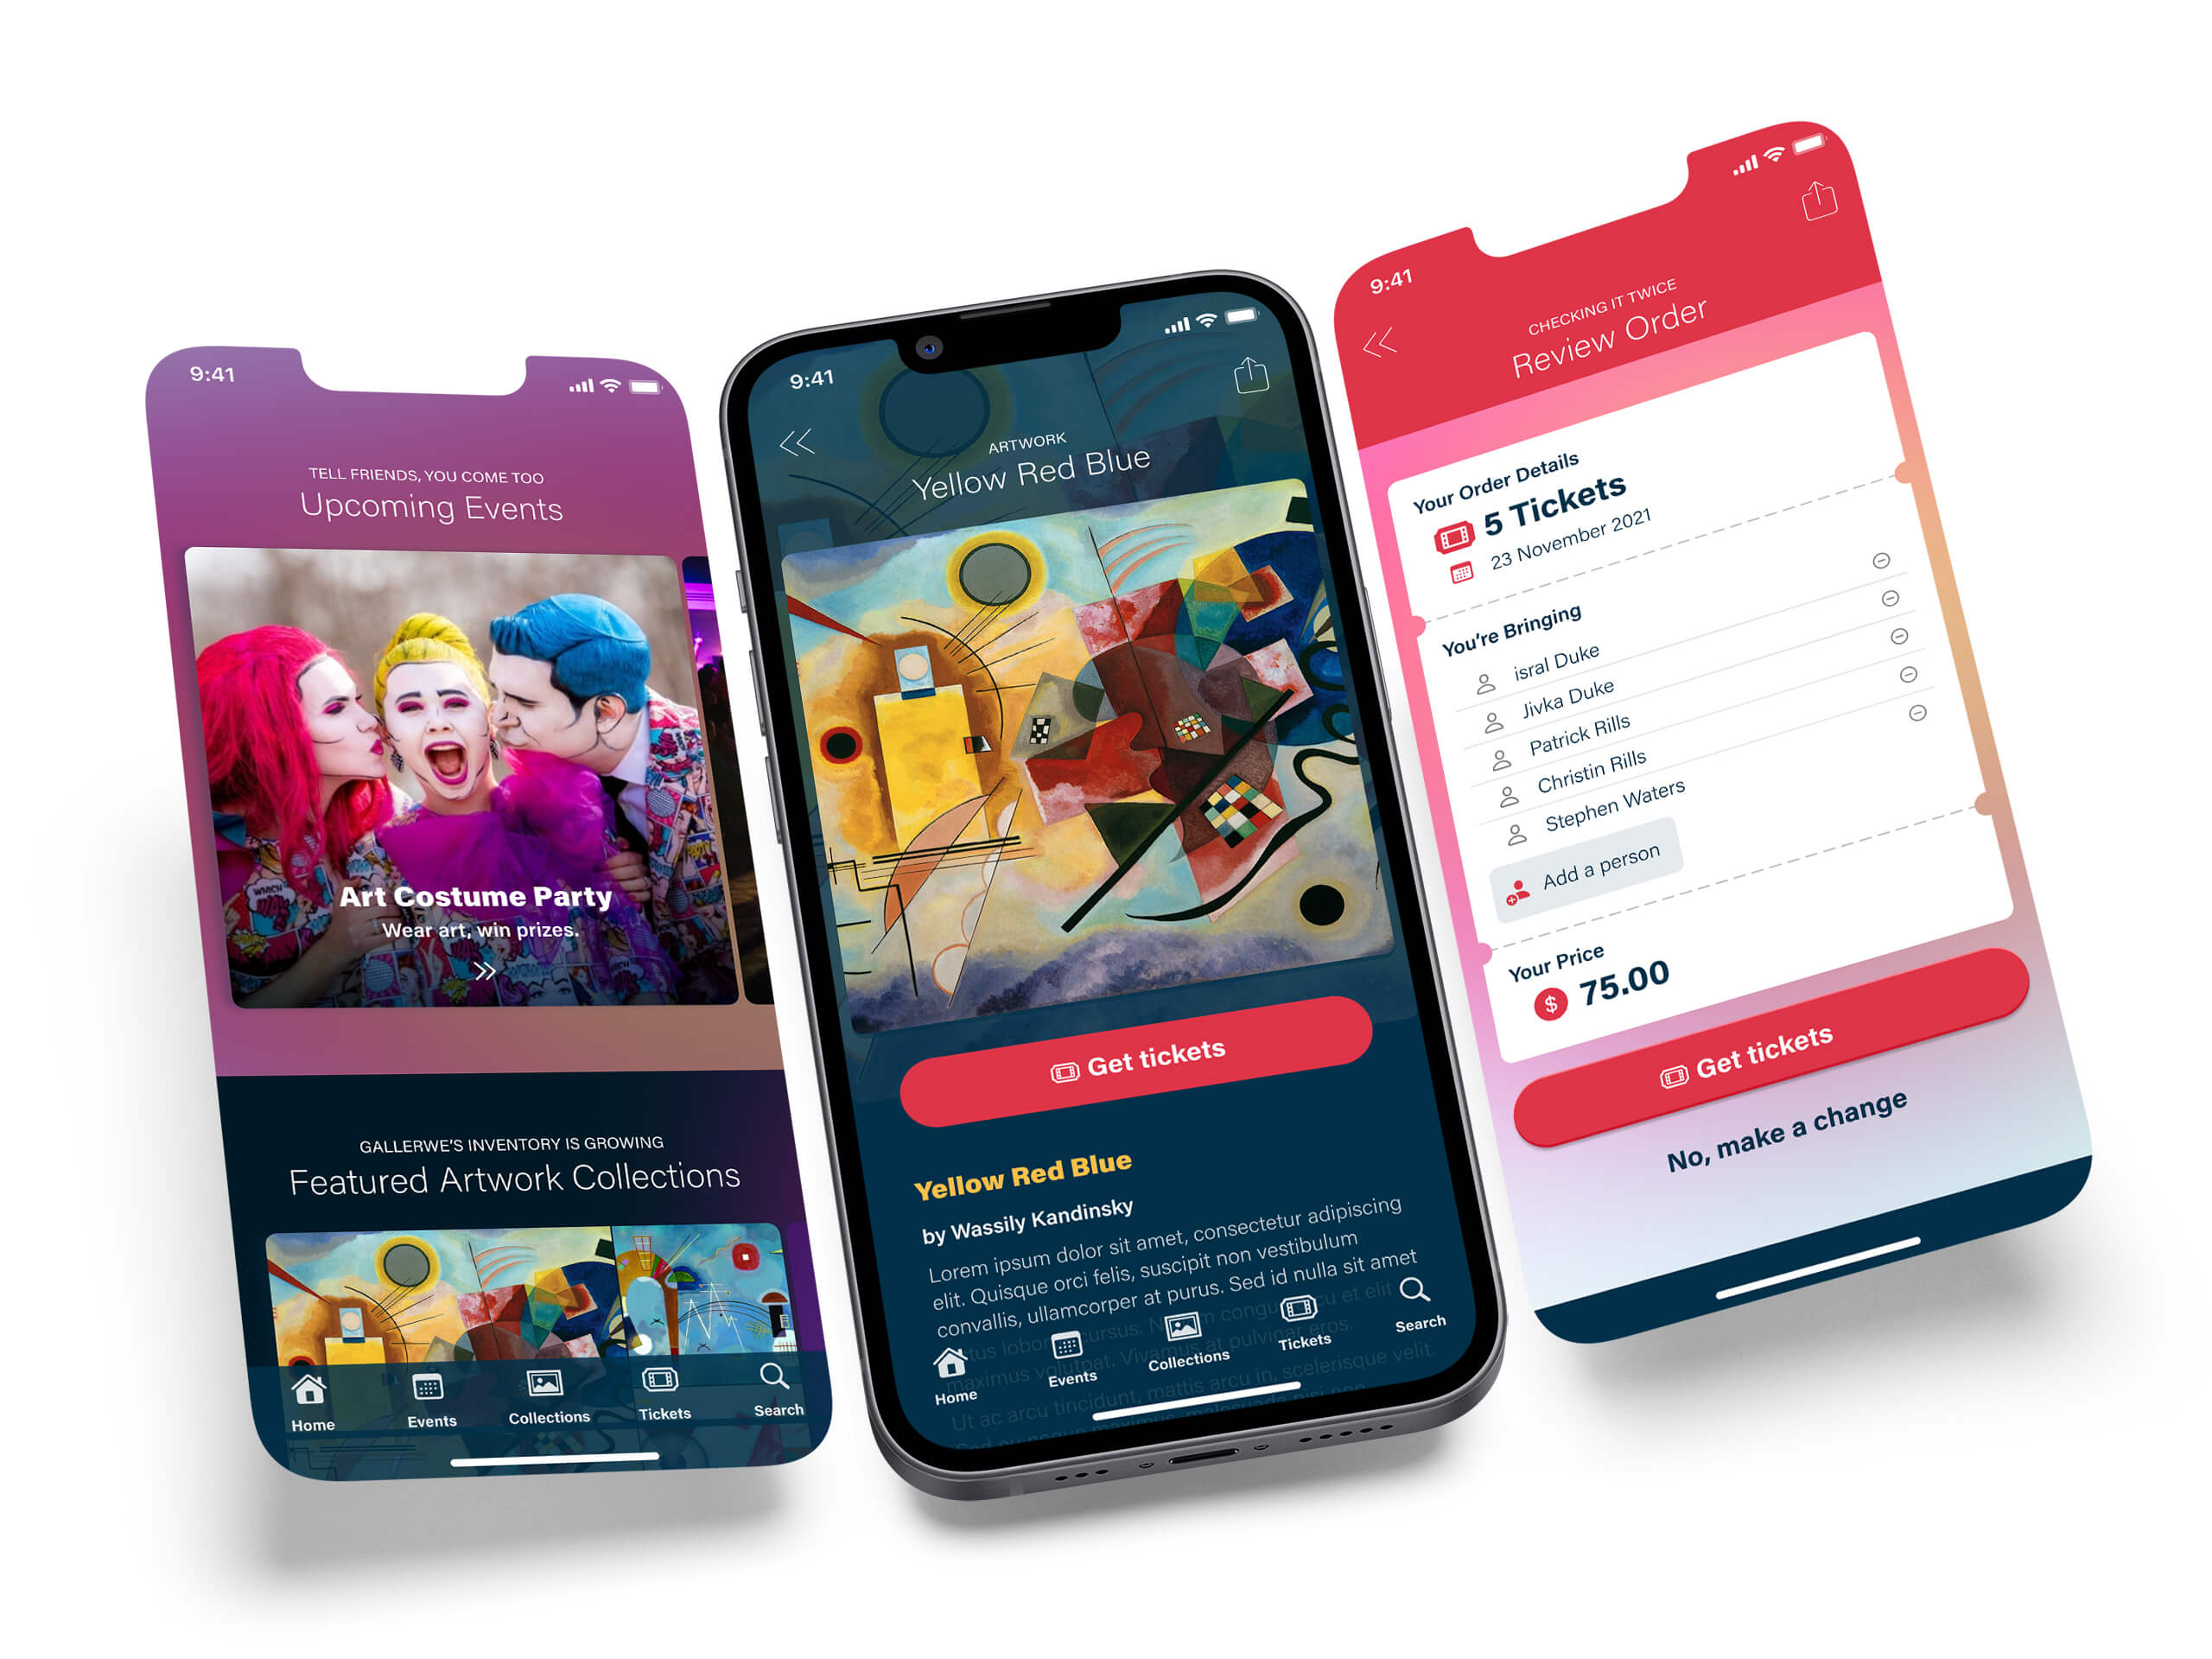 9:41
TELL FRIENDS, YOU COME TOO
Upcoming Events
WHICH
Art Costume Party
Wear art, win prizes.
GALLERWE'S INVENTORY IS GROWING
Featured Artwork Collections
Home
Events
Collections
Tickets
Search
9:41
ARTWORK
Yellow Red Blue
Get tickets
Yellow Red Blue
by Wassily Kandinsky
Lorem ipsum dolor sit amet, consectetur adipiscing
elit. Quisque orci felis, suscipit non vestibulum
convallis, ullamcorper at purus. Sed id nulla sit amet
cursus. congu et elit
maximus volutpat. Vivamus at pulvinar eros.
Ut ac arcu tincidunt, mattis arcu in, scelerisque velit.
Home
Events
Collections
Tickets
Search
9:41
CHECKING IT TWICE
Review Order
Your Order Details
5 Tickets
23 November 2021
You're Bringing
isral Duke
Jivka Duke
Patrick Rills
Christin Rills
Stephen Waters
Add a person
Your Price
$ 75.00
Get tickets
No, make a change